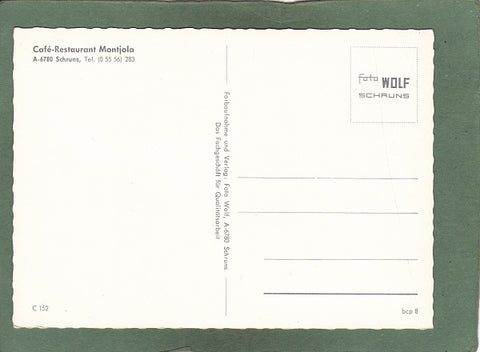 Café-Restaurant Montjola
A-6780 Schruns, Tel. (0 55 56) 283
Farbaufnahme und Verlag: Foto Wolf, A-6780 Schruns
Das Fachgeschäft für Qualitätsarbeit
foto WOLF
SCHRUNS
C 152
bcp 8